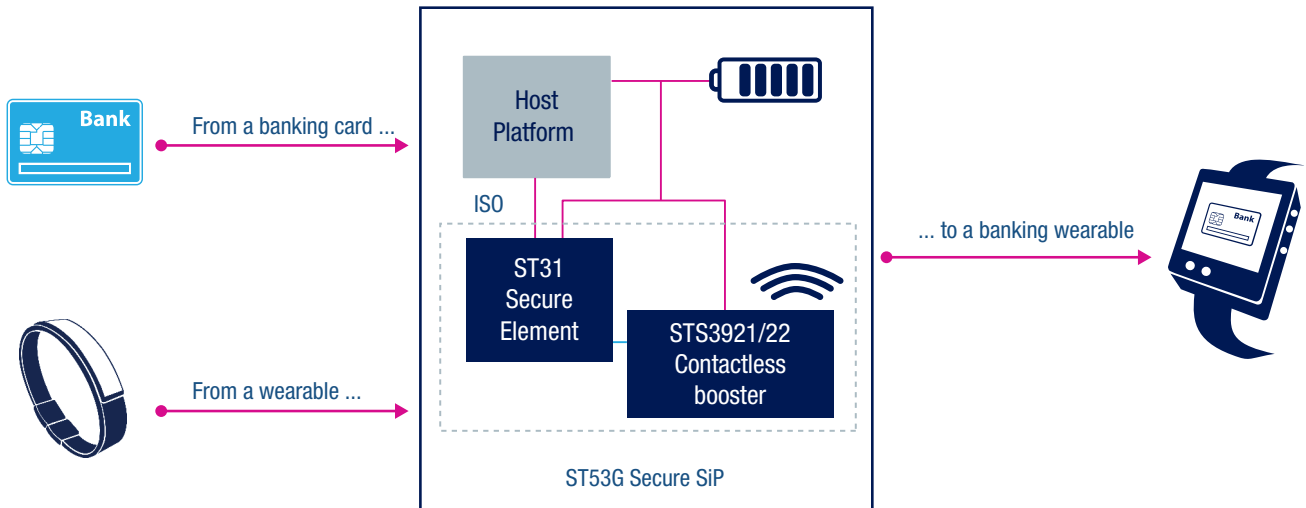 Bank
From a banking card ...
From a wearable ...
Host
Platform
ISO
ST31
Secure
Element
STS3921/22
Contactless
booster
ST53G Secure SiP
... to a banking wearable
Bank